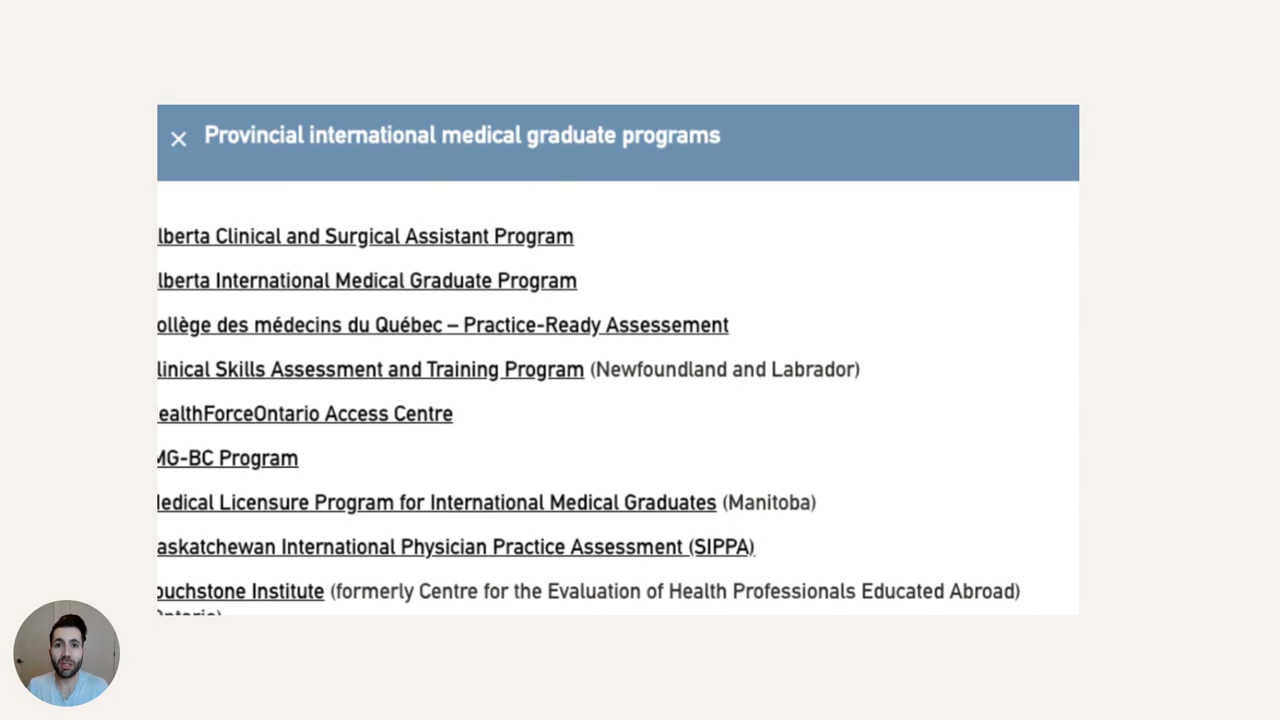 Provincial international medical graduate programs
lberta Clinical and Surgical Assistant Program
lberta International Medical Graduate Program
ollège des médecins du Québec – Practice-Ready Assessement
linical Skills Assessment and Training Program (Newfoundland and Labrador)
ealthForceOntario Access Centre
MG-BC Program
edical Licensure Program for International Medical Graduates (Manitoba)
askatchewan International Physician Practice Assessment (SIPPA)
ouchstone Institute (formerly Centre for the Evaluation of Health Professionals Educated Abroad)